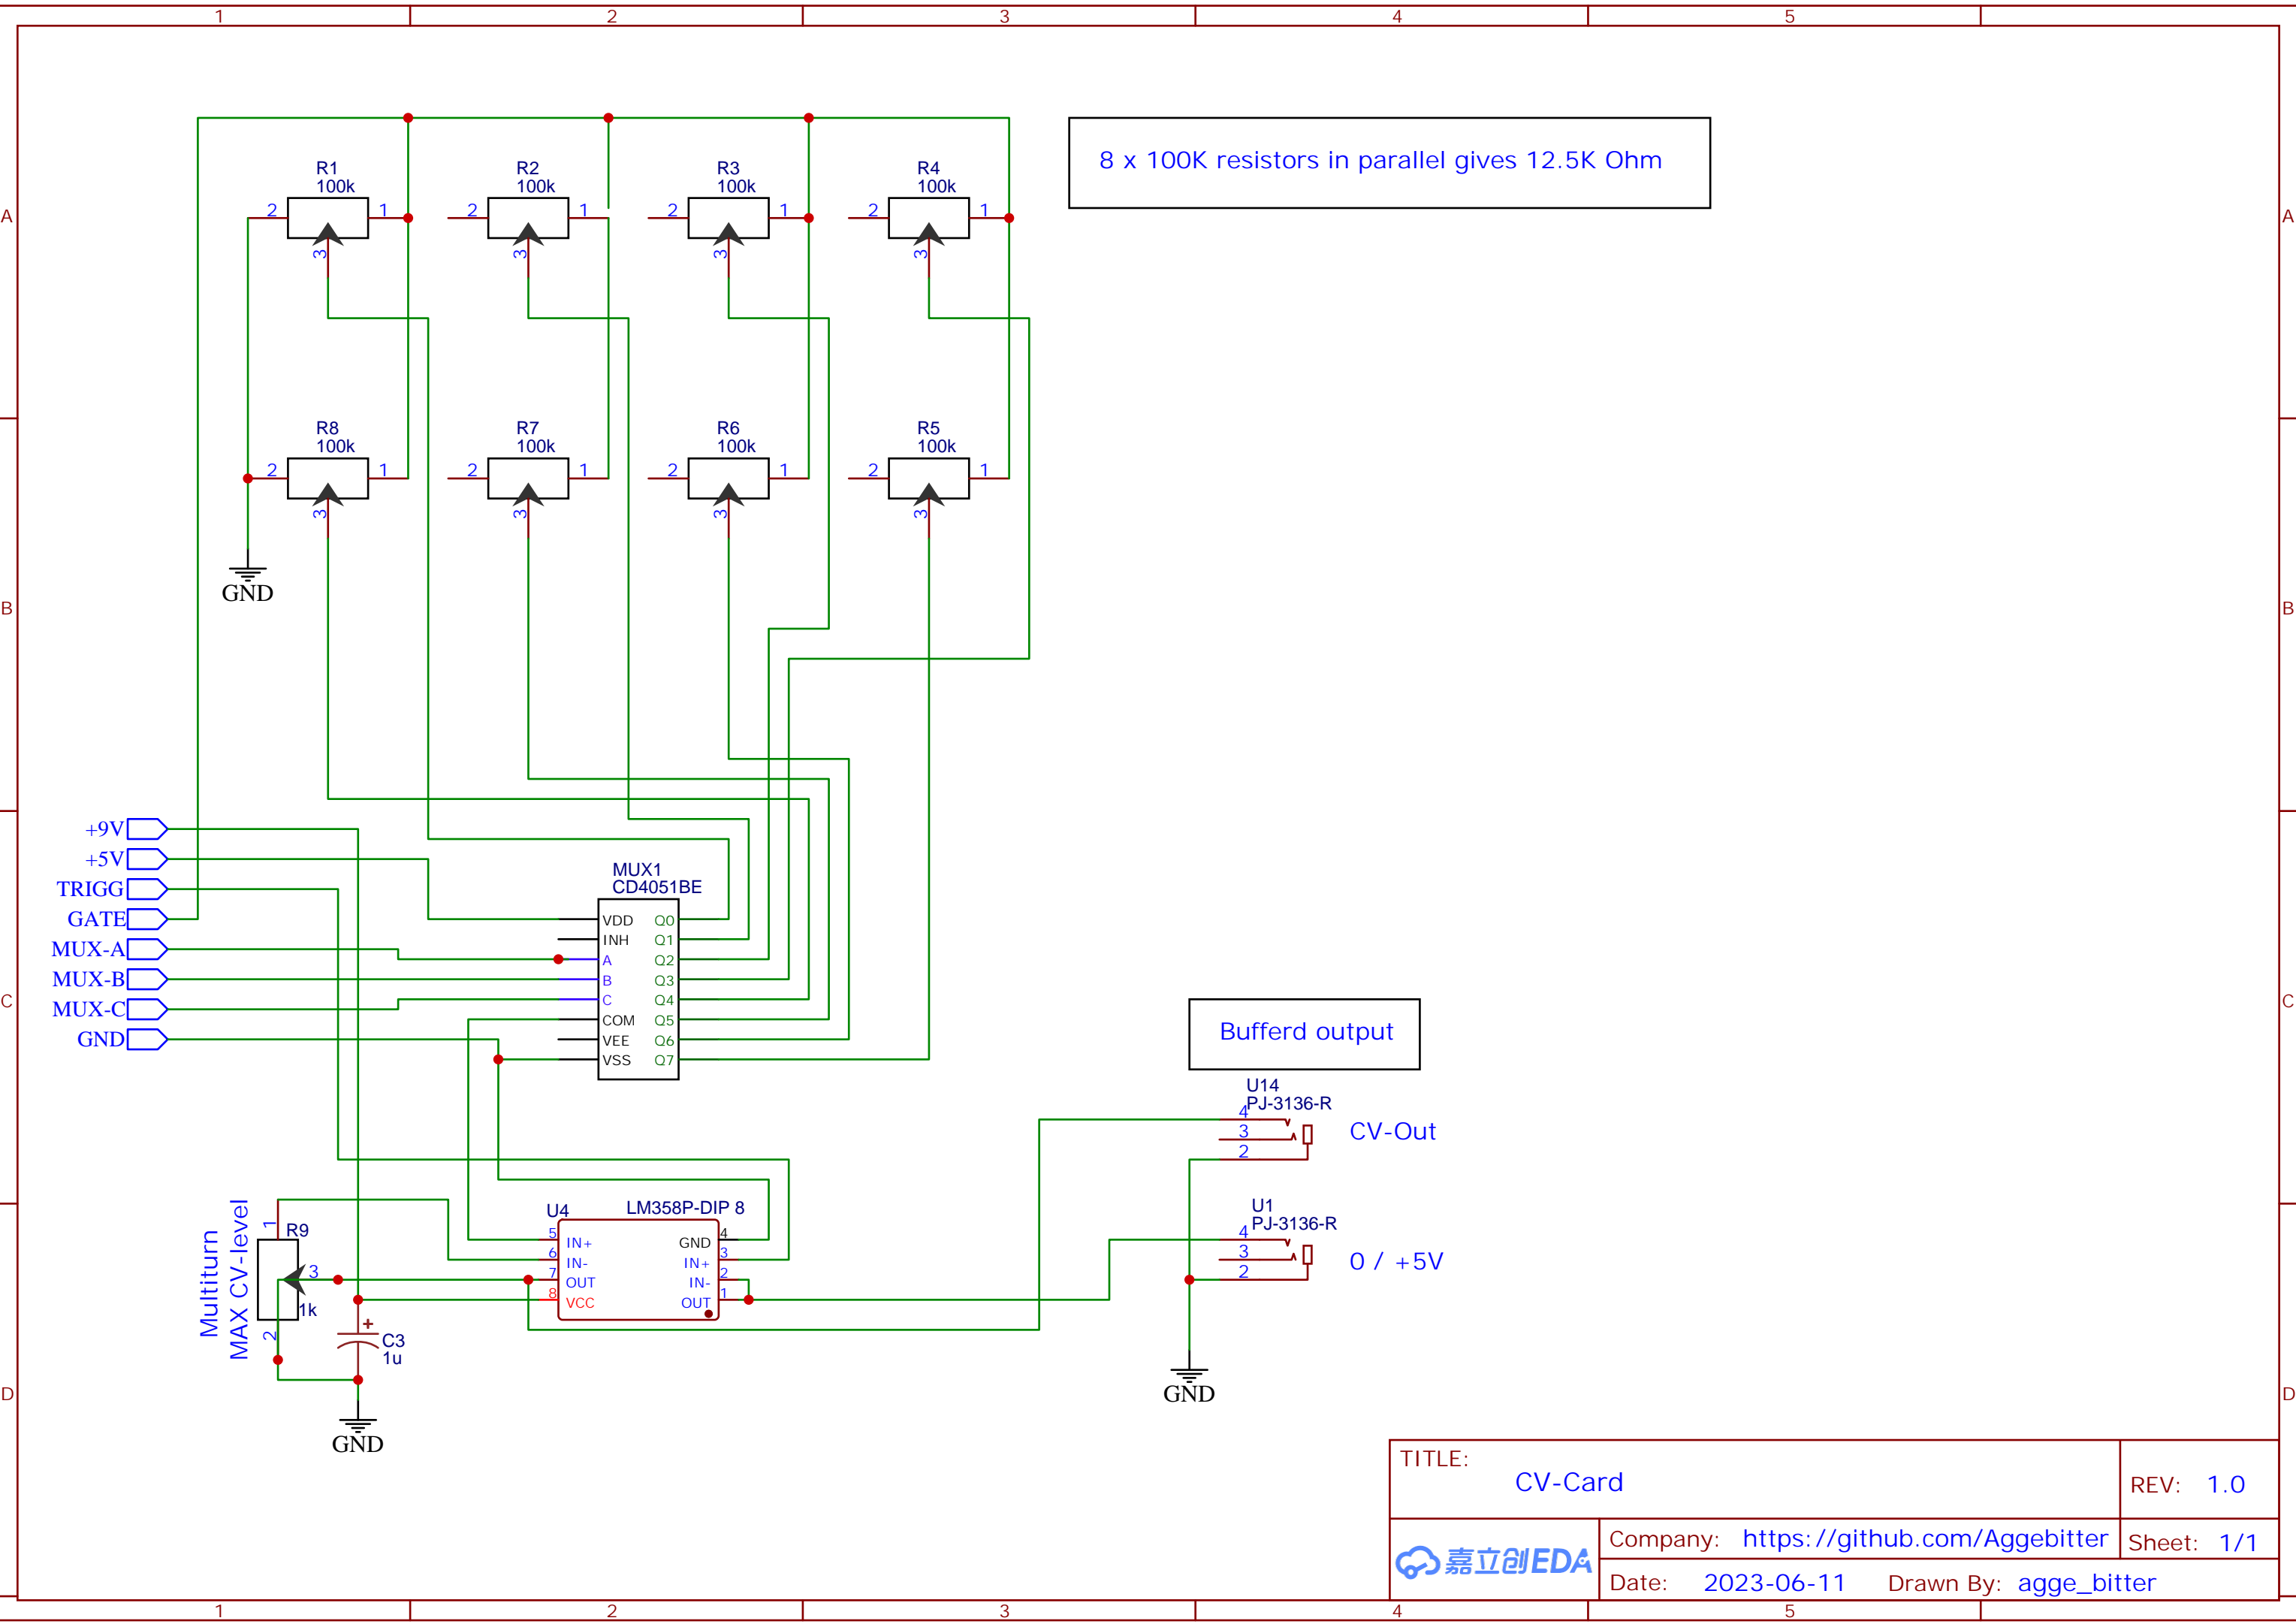 1 2 3 4 5
A A
B B
C C
D D
R1
100k
2 1
3
R2
100k
2 1
3
R3
100k
2 1
3
R4
100k
2 1
3
8 x 100K resistors in parallel gives 12.5K Ohm
R8
100k
2 1
3
R7
100k
2 1
3
R6
100k
2 1
3
R5
100k
2 1
3
GND
+9V
+5V
TRIGG
GATE
MUX-A
MUX-B
MUX-C
GND
MUX1
CD4051BE
VDD Q0
INH Q1
A Q2
B Q3
C Q4
COM Q5
VEE Q6
VSS Q7
Bufferd output
U14
PJ-3136-R
4
3
2
CV-Out
U1
PJ-3136-R
4
3
2
0 / +5V
GND
Multiturn
MAX CV-level
1
R9
3
1k
2
+
C3
1u
GND
U4 LM358P-DIP 8
5 IN+ GND 4
6 IN- IN+ 3
7 OUT IN- 2
8 VCC OUT 1
TITLE:
CV-Card
REV: 1.0
嘉立创EDA
Company: https://github.com/Aggebitter
Sheet: 1/1
Date: 2023-06-11 Drawn By: agge_bitter
1 2 3 4 5